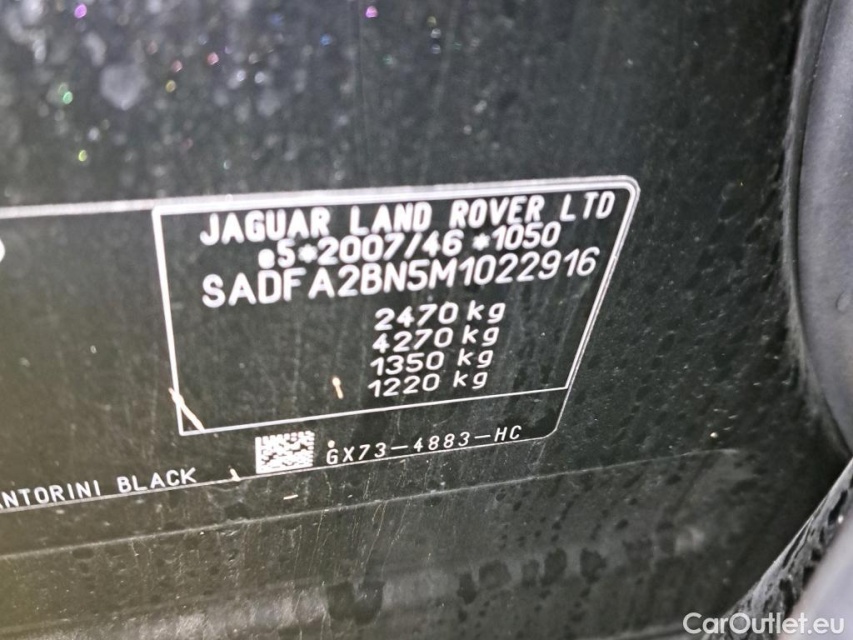 JAGUAR LAND ROVER LTD
e5*2007/46*1050
SADFA2BN5M1022916
2470 kg
4270 kg
1350 kg
1220 kg
GX73-4883-HC
NTORINI BLACK
CarOutlet.eu